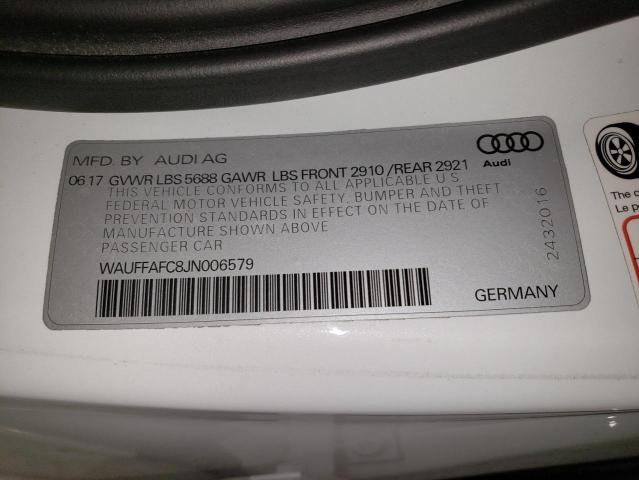 MFD. BY AUDI AG
Audi
06 17 GVWR LBS 5688 GAWR LBS FRONT 2910 /REAR 2921
THIS VEHICLE CONFORMS TO ALL APPLICABLE U S
FEDERAL MOTOR VEHICLE SAFETY, BUMPER AND THEFT
PREVENTION STANDARDS IN EFFECT ON THE DATE OF
MANUFACTURE SHOWN ABOVE
PASSENGER CAR
WAUFFAFC8JN006579
2432016
GERMANY
The c
Le p